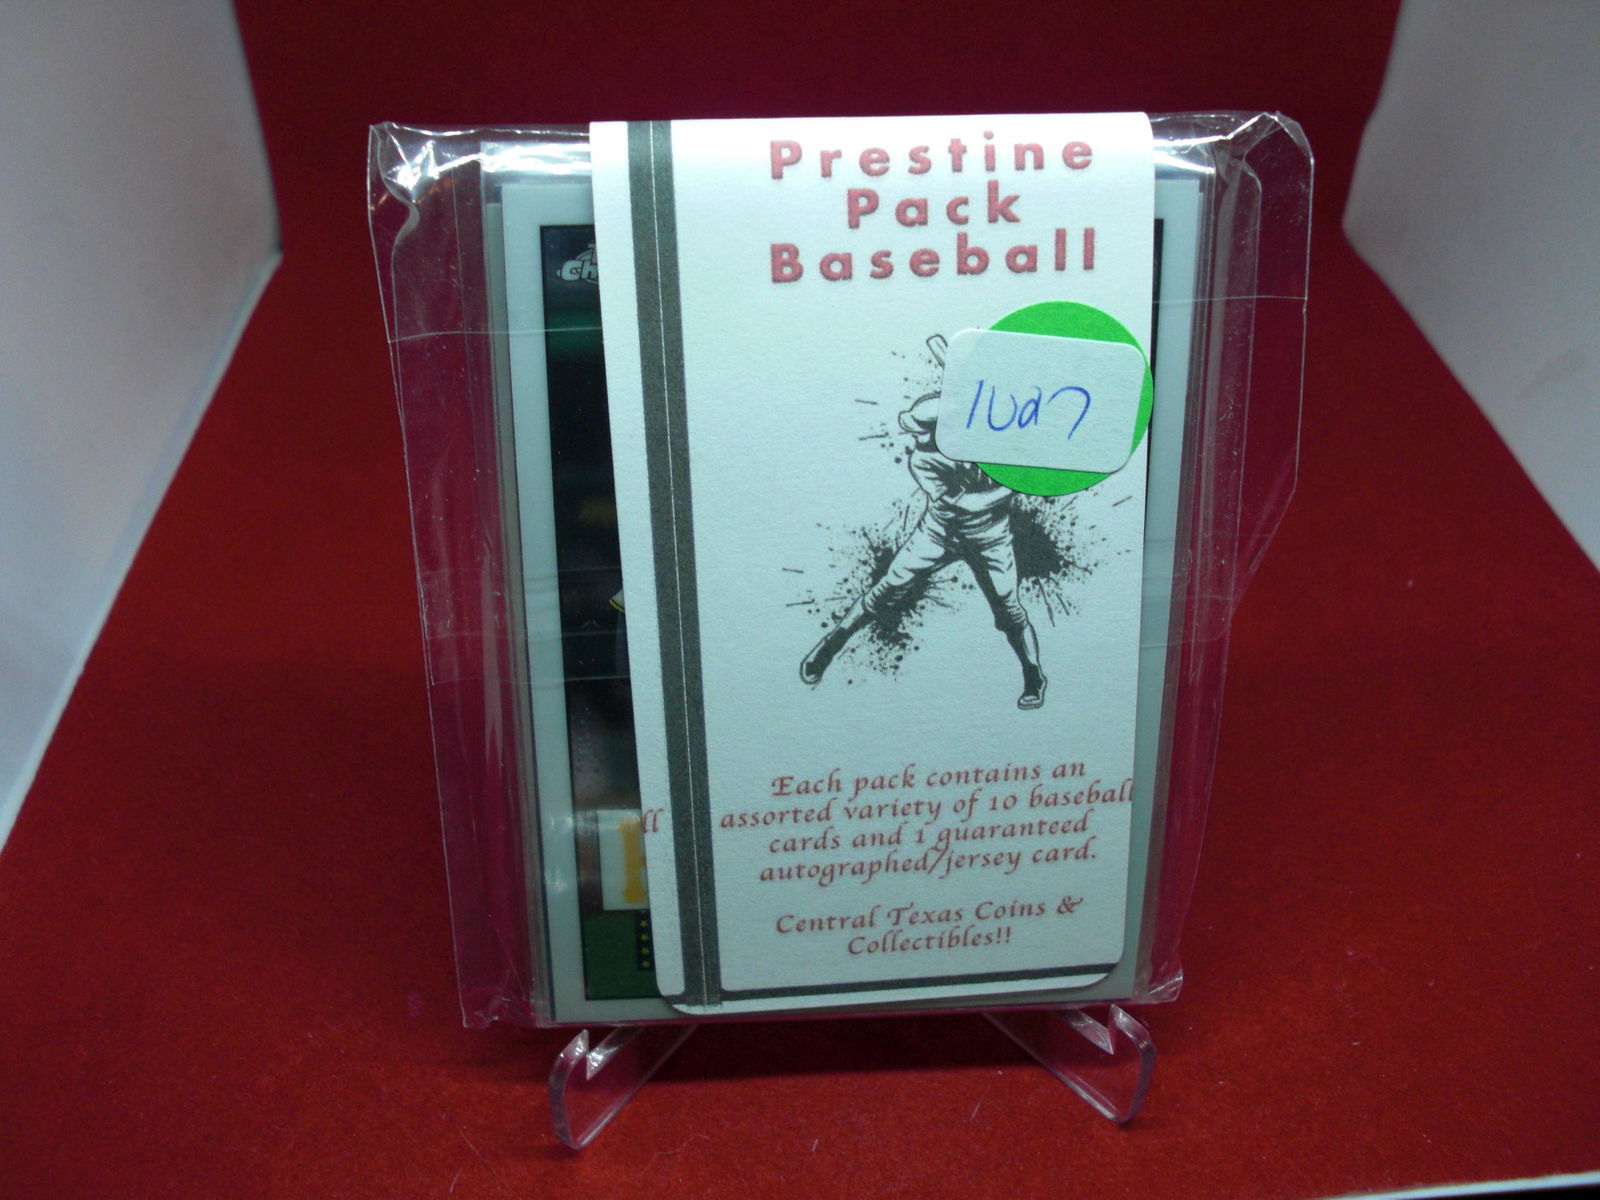 Prestine
Pack
Baseball
Each pack contains an
assorted variety of 10 baseball
cards and 1 guaranteed
autographed/jersey card.
Central Texas Coins &
Collectibles!!
ll